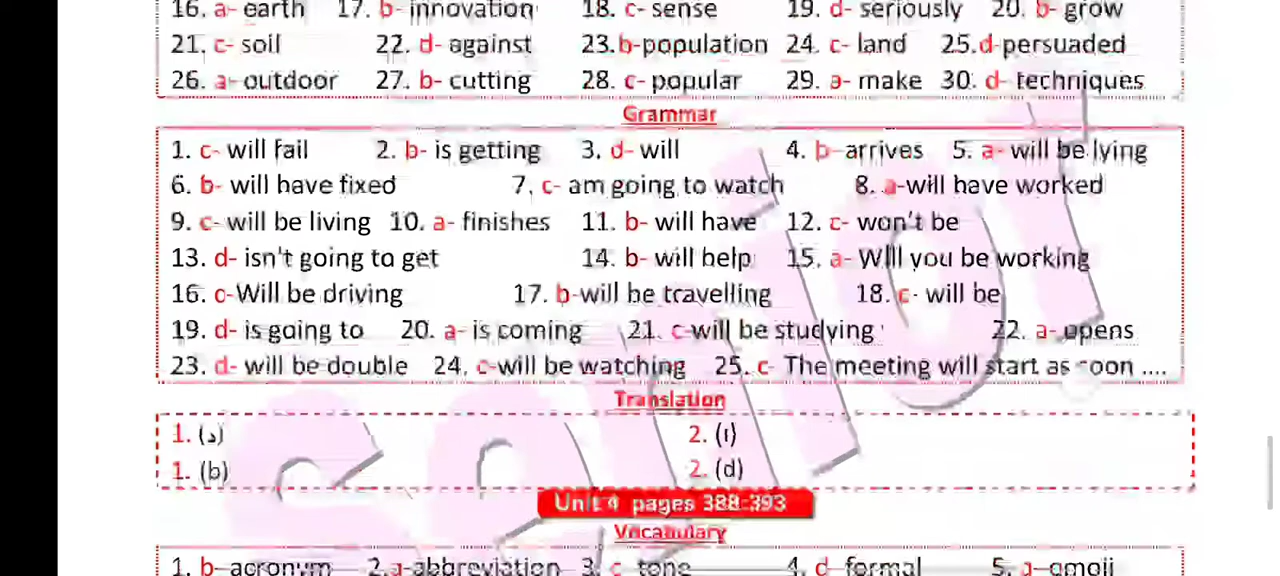 16. a- earth 17. b- innovation 18. c- sense 19. d- seriously 20. b- grow
21. c- soil 22. d- against 23.b-population 24. c- land 25.d-persuaded
26. a- outdoor 27. b- cutting 28. c- popular 29. a- make 30. d- techniques
Grammar
1. c- will fail 2. b- is getting 3. d- will 4. b-arrives 5. a- will be lying
6. b- will have fixed 7. c- am going to watch 8. a-will have worked
9. c- will be living 10. a- finishes 11. b- will have 12. c- won't be
13. d- isn't going to get 14. b- will help 15. a- Will you be working
16. c-Will be driving 17. b-will be travelling 18. c- will be
19. d- is going to 20. a- is coming 21. c-will be studying 22. a- opens
23. d- will be double 24. c-will be watching 25. c- The meeting will start as soon ....
Translation
1. (د) 2. (ا)
1. (b) 2. (d)
Unit 4 pages 388-393
Vocabulary
1. b-acronym 2.a-abbreviation 3. c- tone 4. d-formal 5. a-emoji